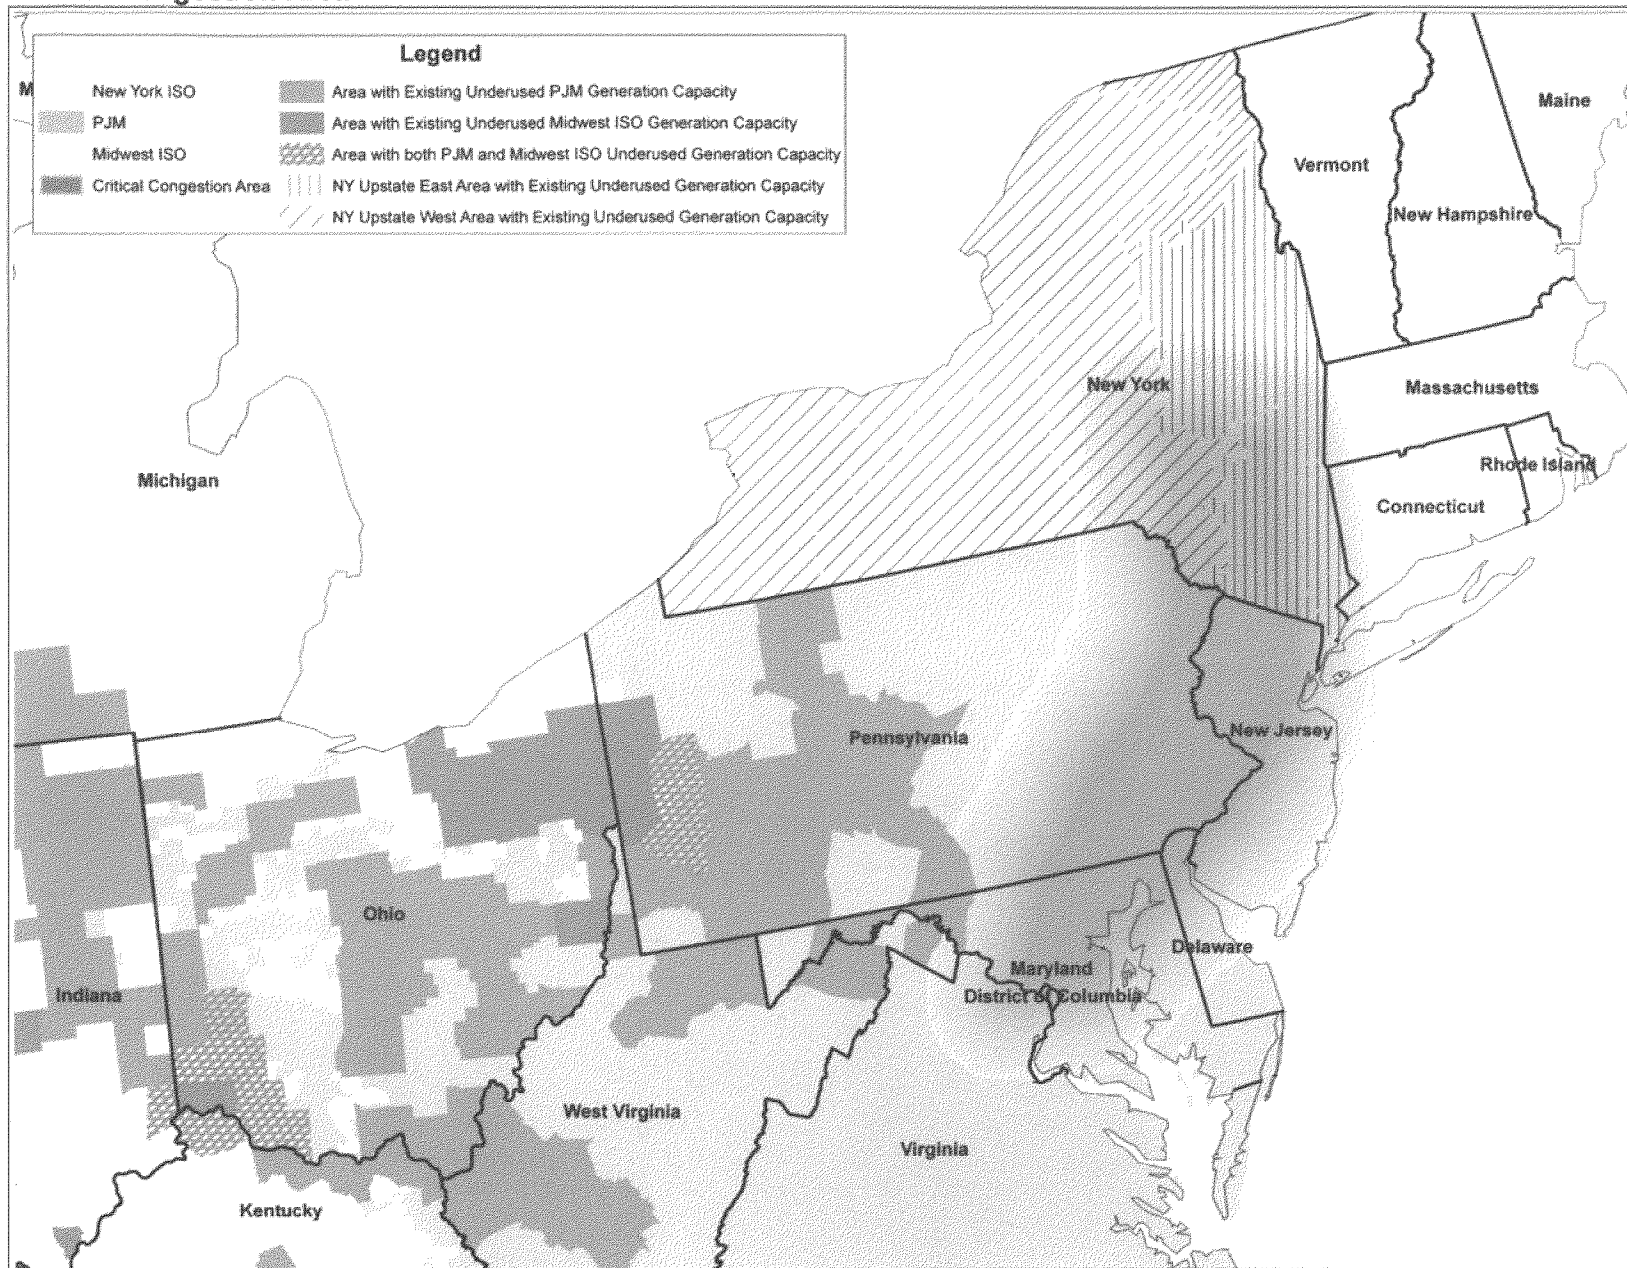 Legend
New York ISO
PJM
Midwest ISO
Critical Congestion Area
Area with Existing Underused PJM Generation Capacity
Area with Existing Underused Midwest ISO Generation Capacity
Area with both PJM and Midwest ISO Underused Generation Capacity
NY Upstate East Area with Existing Underused Generation Capacity
NY Upstate West Area with Existing Underused Generation Capacity
Maine
Vermont
New Hampshire
New York
Massachusetts
Rhode Island
Connecticut
Michigan
Pennsylvania
New Jersey
Ohio
Indiana
Delaware
Maryland
District of Columbia
West Virginia
Virginia
Kentucky